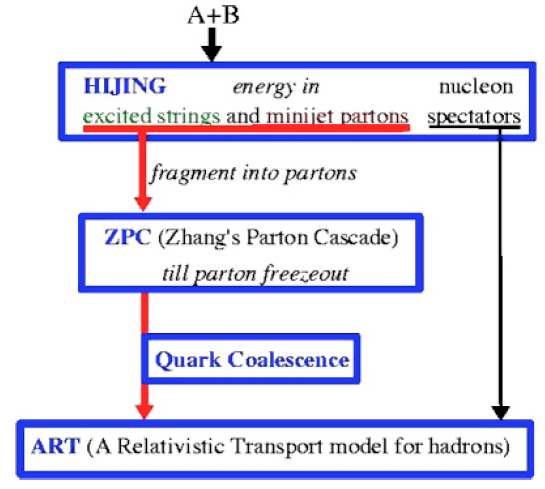 A+B
HIJING energy in nucleon
excited strings and minijet partons spectators
fragment into partons
ZPC (Zhang's Parton Cascade)
till parton freezeout
Quark Coalescence
ART (A Relativistic Transport model for hadrons)